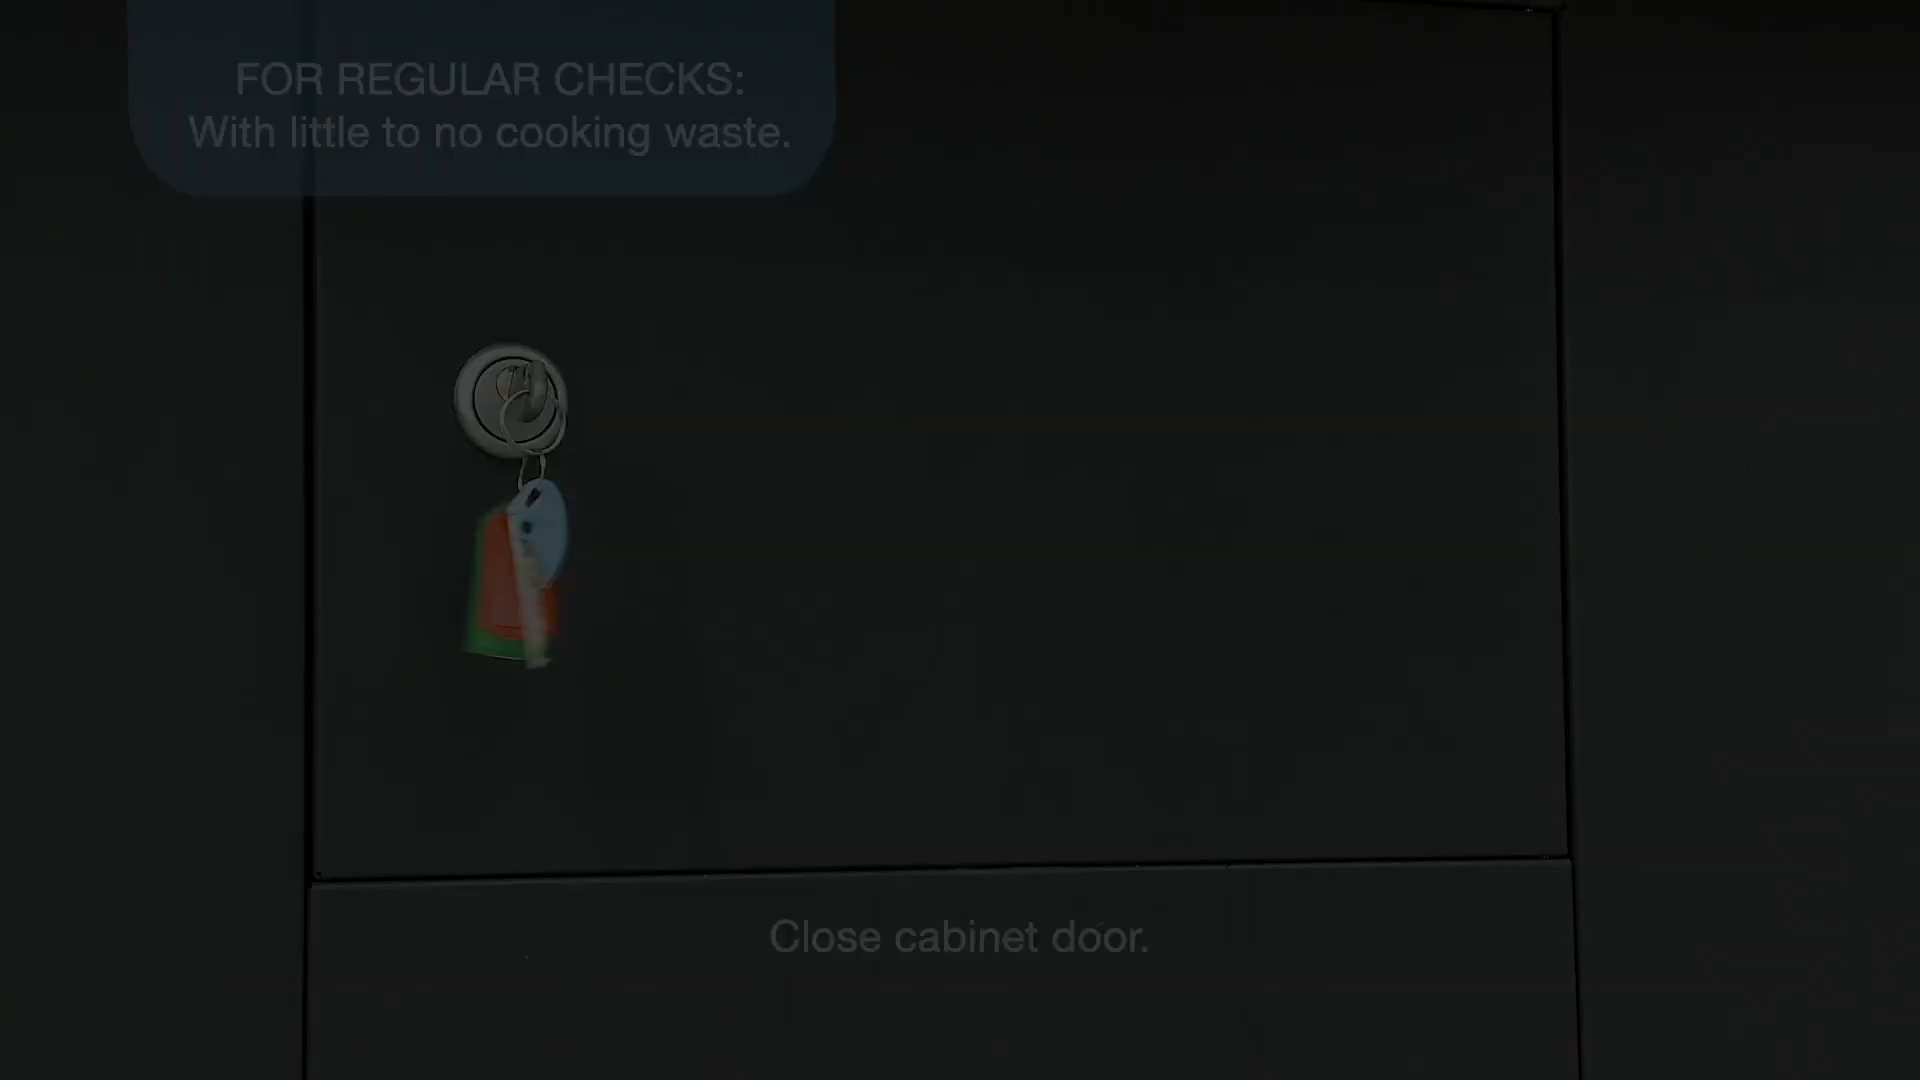 FOR REGULAR CHECKS:
With little to no cooking waste.
Close cabinet door.